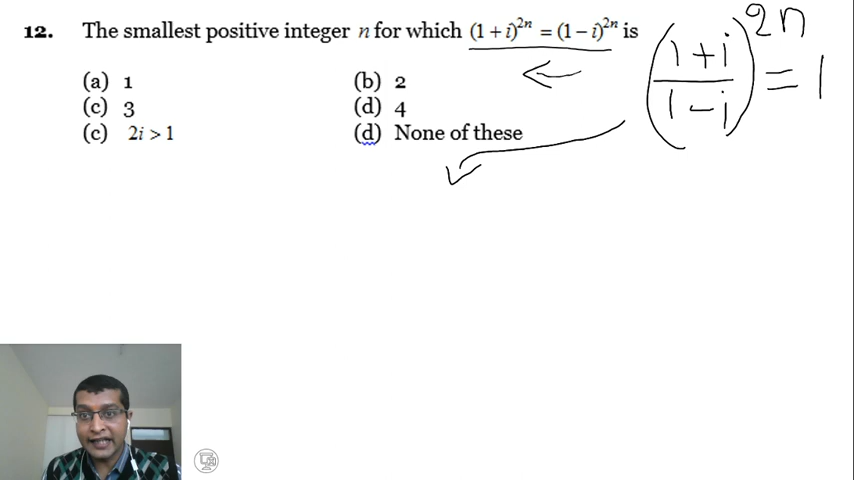 12. The smallest positive integer n for which (1 + i)²ⁿ = (1 − i)²ⁿ is
(a) 1 (b) 2
(c) 3 (d) 4
(c) 2i > 1 (d) None of these
((1+i)/(1−i))²ⁿ = 1